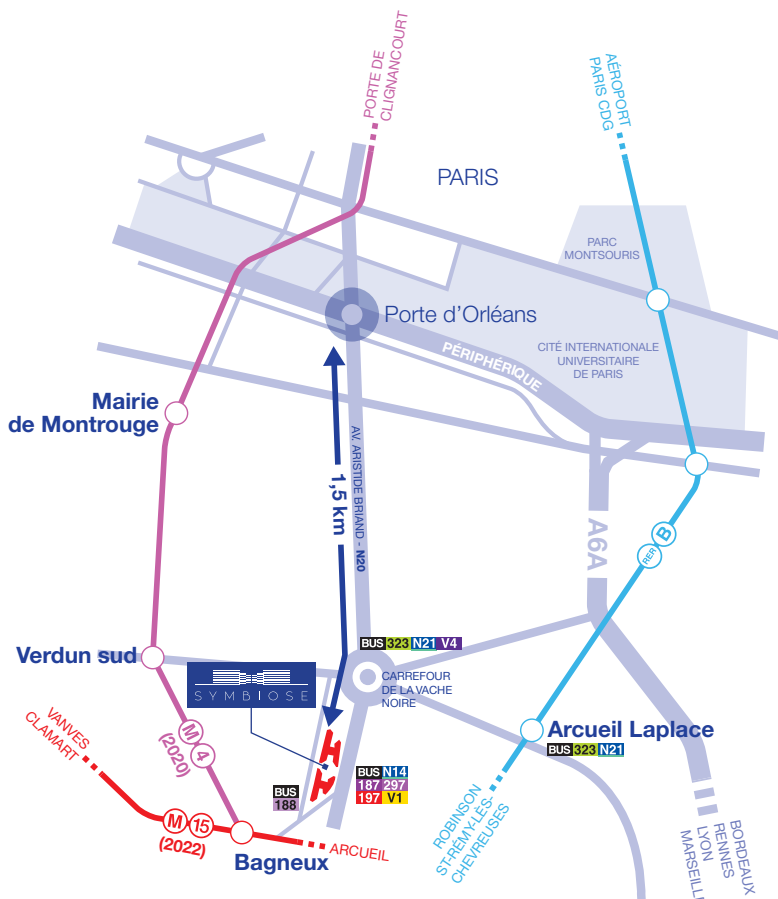 PORTE DE
CLIGNANCOURT
AÉROPORT
PARIS CDG
PARIS
PARC
MONTSOURIS
Porte d'Orléans
PÉRIPHÉRIQUE
CITÉ INTERNATIONALE
UNIVERSITAIRE
DE PARIS
Mairie
de Montrouge
AV. ARISTIDE BRIAND - N20
1,5 km
A6A
RER B
BUS 323 N21 V4
Verdun sud
SYMBIOSE
CARREFOUR
DE LA VACHE
NOIRE
VANVES
CLAMART
M 4
(2020)
Arcueil Laplace
BUS 323 N21
BUS
188
BUS N14
187 297
197 V1
M 15
(2022)
Bagneux
ARCUEIL
ROBINSON
ST-RÉMY-LÈS-
CHEVREUSES
BORDEAUX
RENNES
LYON
MARSEILL